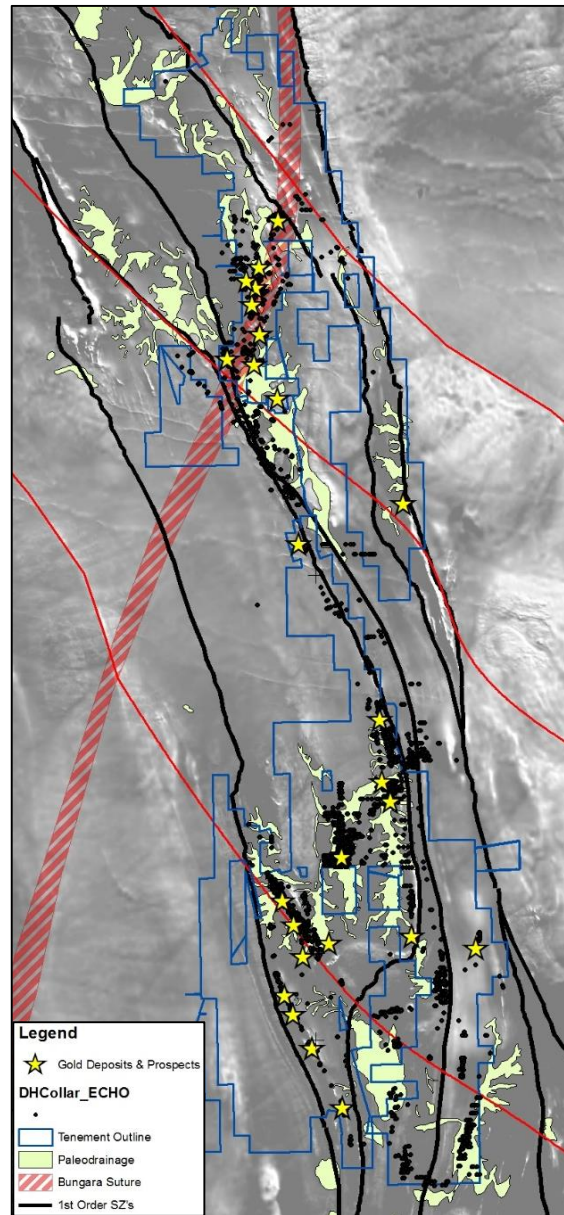 Legend
Gold Deposits & Prospects
DHCollar_ECHO
Tenement Outline
Paleodrainage
Bungara Suture
1st Order SZ's